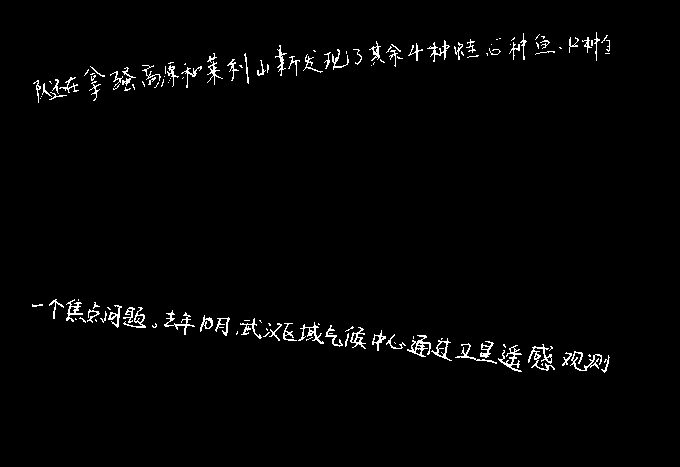 队还在拿骚高原和莱利山新发现了其余4种蛙、6种鱼、12种
一个焦点问题。去年10月,武汉区域气候中心通过卫星遥感观测